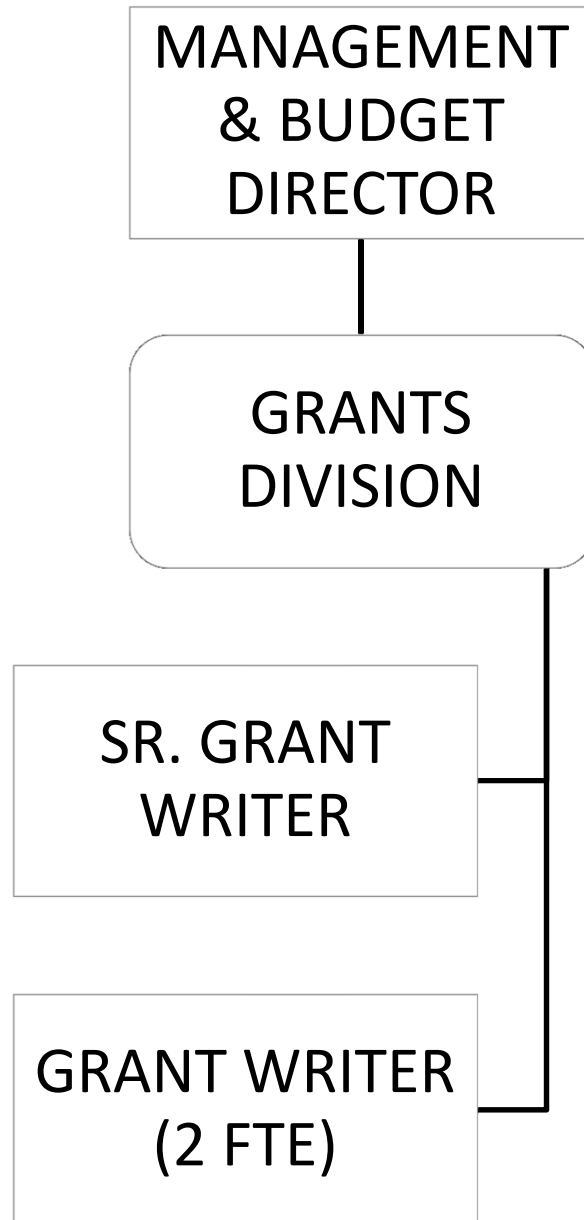 MANAGEMENT
& BUDGET
DIRECTOR
GRANTS
DIVISION
SR. GRANT
WRITER
GRANT WRITER
(2 FTE)